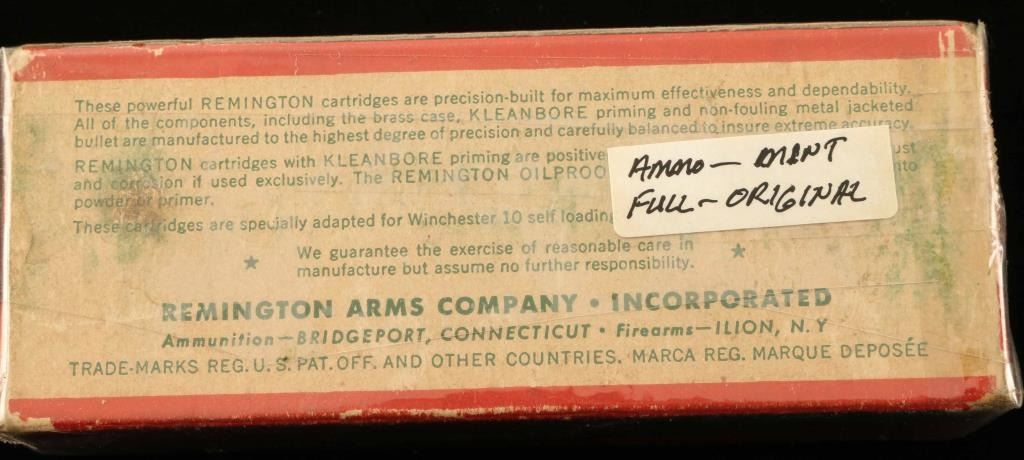 These powerful REMINGTON cartridges are precision-built for maximum effectiveness and dependability.
All of the components, including the brass case, KLEANBORE priming and non-fouling metal jacketed
bullet are manufactured to the highest degree of precision and carefully balanced to insure extreme accuracy.
REMINGTON cartridges with KLEANBORE priming are positive
and corrosion if used exclusively. The REMINGTON OILPROO
powder or primer.
These cartridges are specially adapted for Winchester 10 self loading
AMMO — MINT
FULL — ORIGINAL
We guarantee the exercise of reasonable care in
manufacture but assume no further responsibility.
REMINGTON ARMS COMPANY • INCORPORATED
Ammunition—BRIDGEPORT, CONNECTICUT • Firearms—ILION, N.Y
TRADE-MARKS REG. U.S. PAT. OFF. AND OTHER COUNTRIES. MARCA REG. MARQUE DEPOSÉE